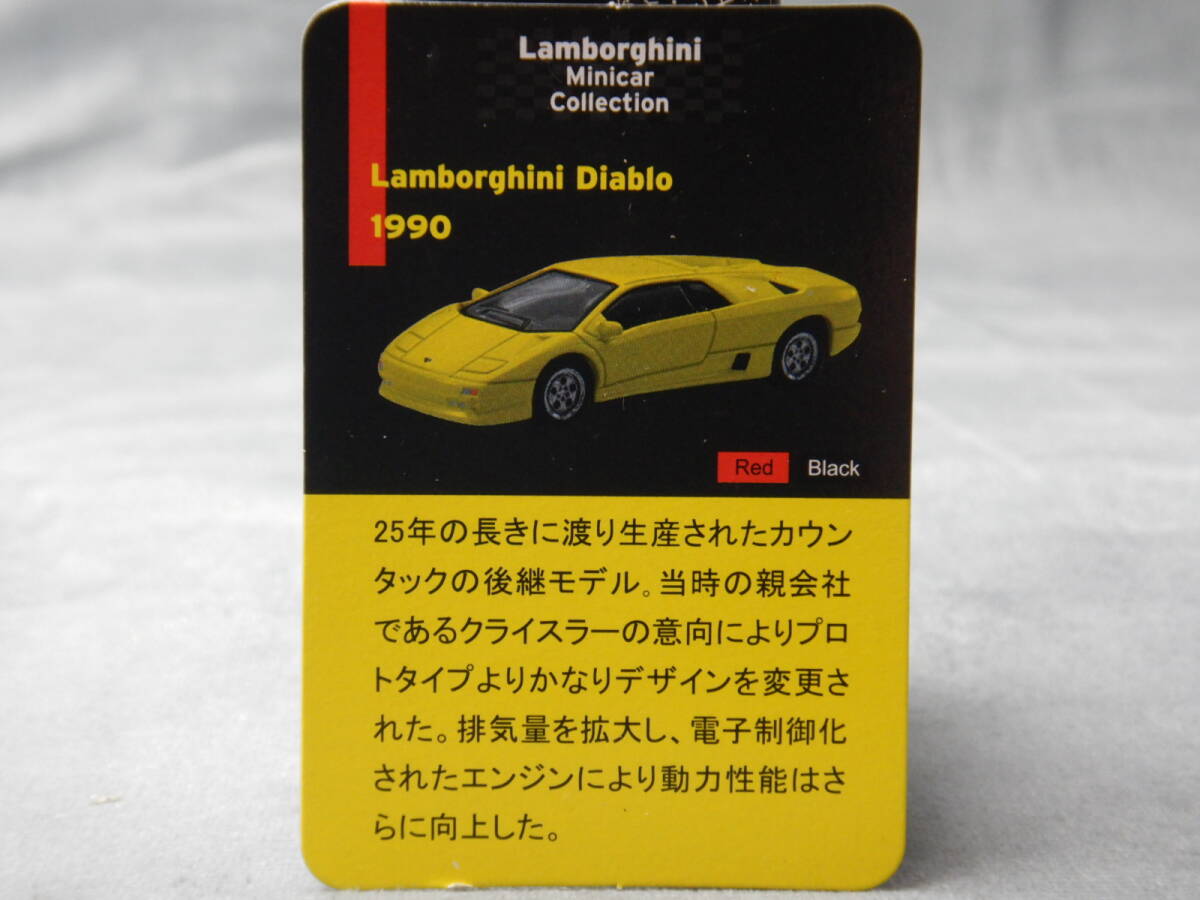 Lamborghini
Minicar
Collection
Lamborghini Diablo
1990
Red Black
25年の長きに渡り生産されたカウン
タックの後継モデル。当時の親会社
であるクライスラーの意向によりプロ
トタイプよりかなりデザインを変更さ
れた。排気量を拡大し、電子制御化
されたエンジンにより動力性能はさ
らに向上した。